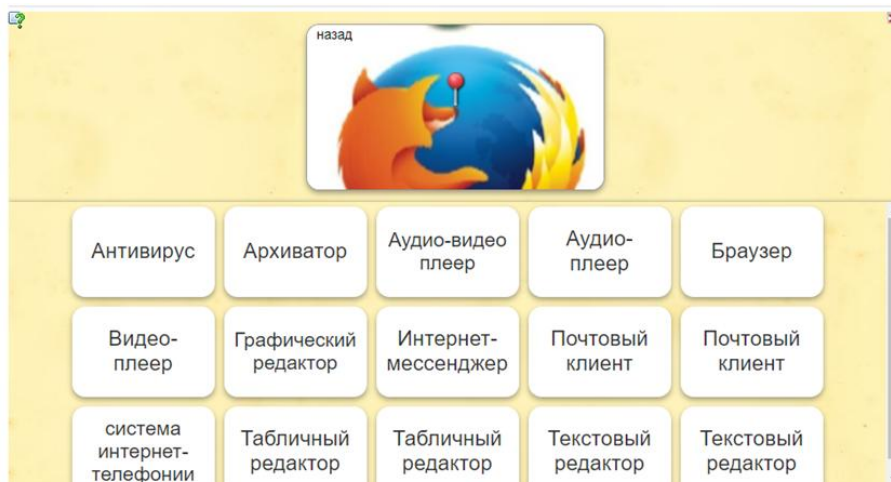 назад
Антивирус
Архиватор
Аудио-видео
плеер
Аудио-
плеер
Браузер
Видео-
плеер
Графический
редактор
Интернет-
мессенджер
Почтовый
клиент
Почтовый
клиент
система
интернет-
телефонии
Табличный
редактор
Табличный
редактор
Текстовый
редактор
Текстовый
редактор